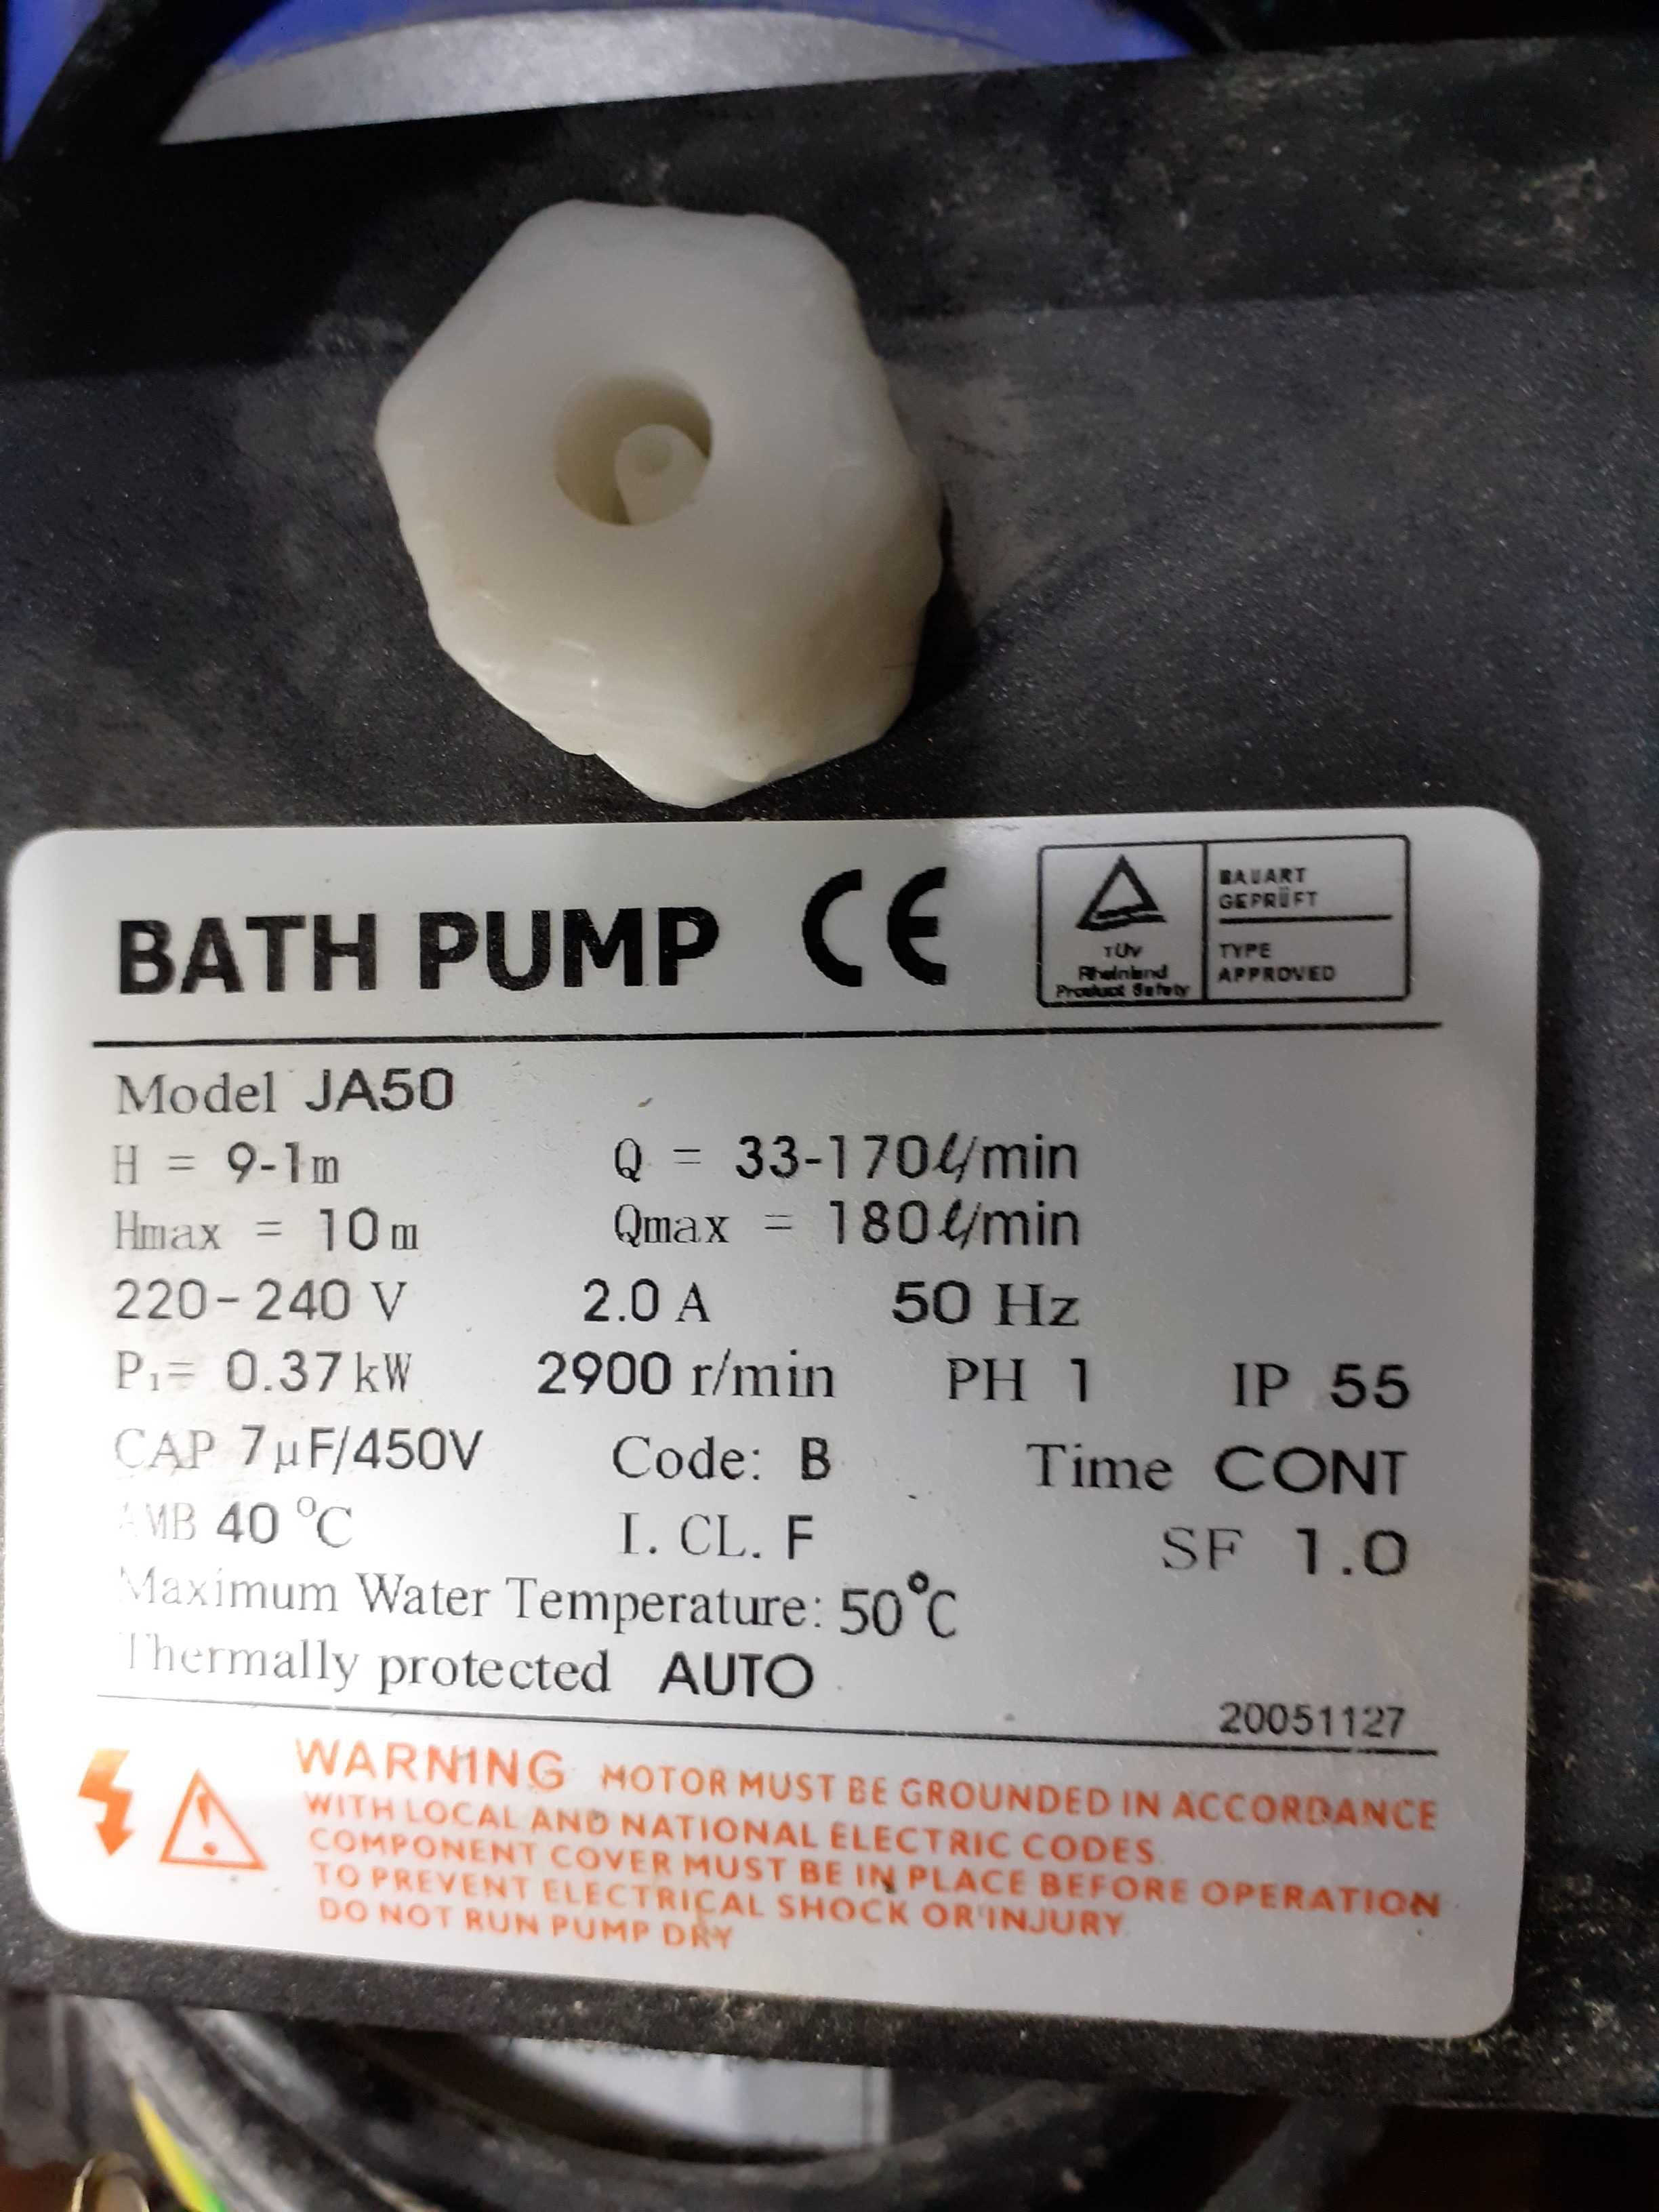 BATH PUMP CE
TÜV
Rheinland
Product Safety
BAUART
GEPRÜFT
TYPE
APPROVED
Model JA50
H = 9-1m Q = 33-170ℓ/min
Hmax = 10m Qmax = 180ℓ/min
220-240 V 2.0 A 50 Hz
P₁= 0.37kW 2900 r/min PH 1 IP 55
CAP 7µF/450V Code: B Time CONT
AMB 40 °C I. CL. F SF 1.0
Maximum Water Temperature: 50°C
Thermally protected AUTO
20051127
WARNING MOTOR MUST BE GROUNDED IN ACCORDANCE
WITH LOCAL AND NATIONAL ELECTRIC CODES.
COMPONENT COVER MUST BE IN PLACE BEFORE OPERATION
TO PREVENT ELECTRICAL SHOCK OR INJURY.
DO NOT RUN PUMP DRY